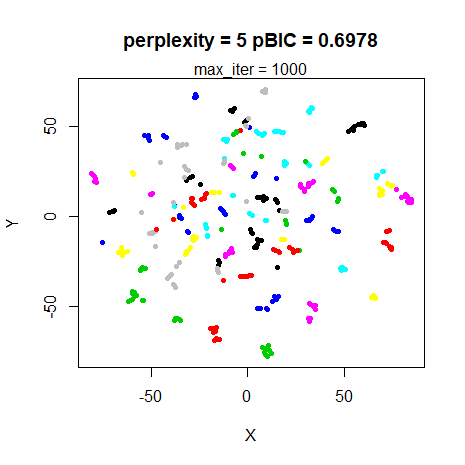 perplexity = 5 pBIC = 0.6978
max_iter = 1000
50
0
-50
Y
-50
0
50
X